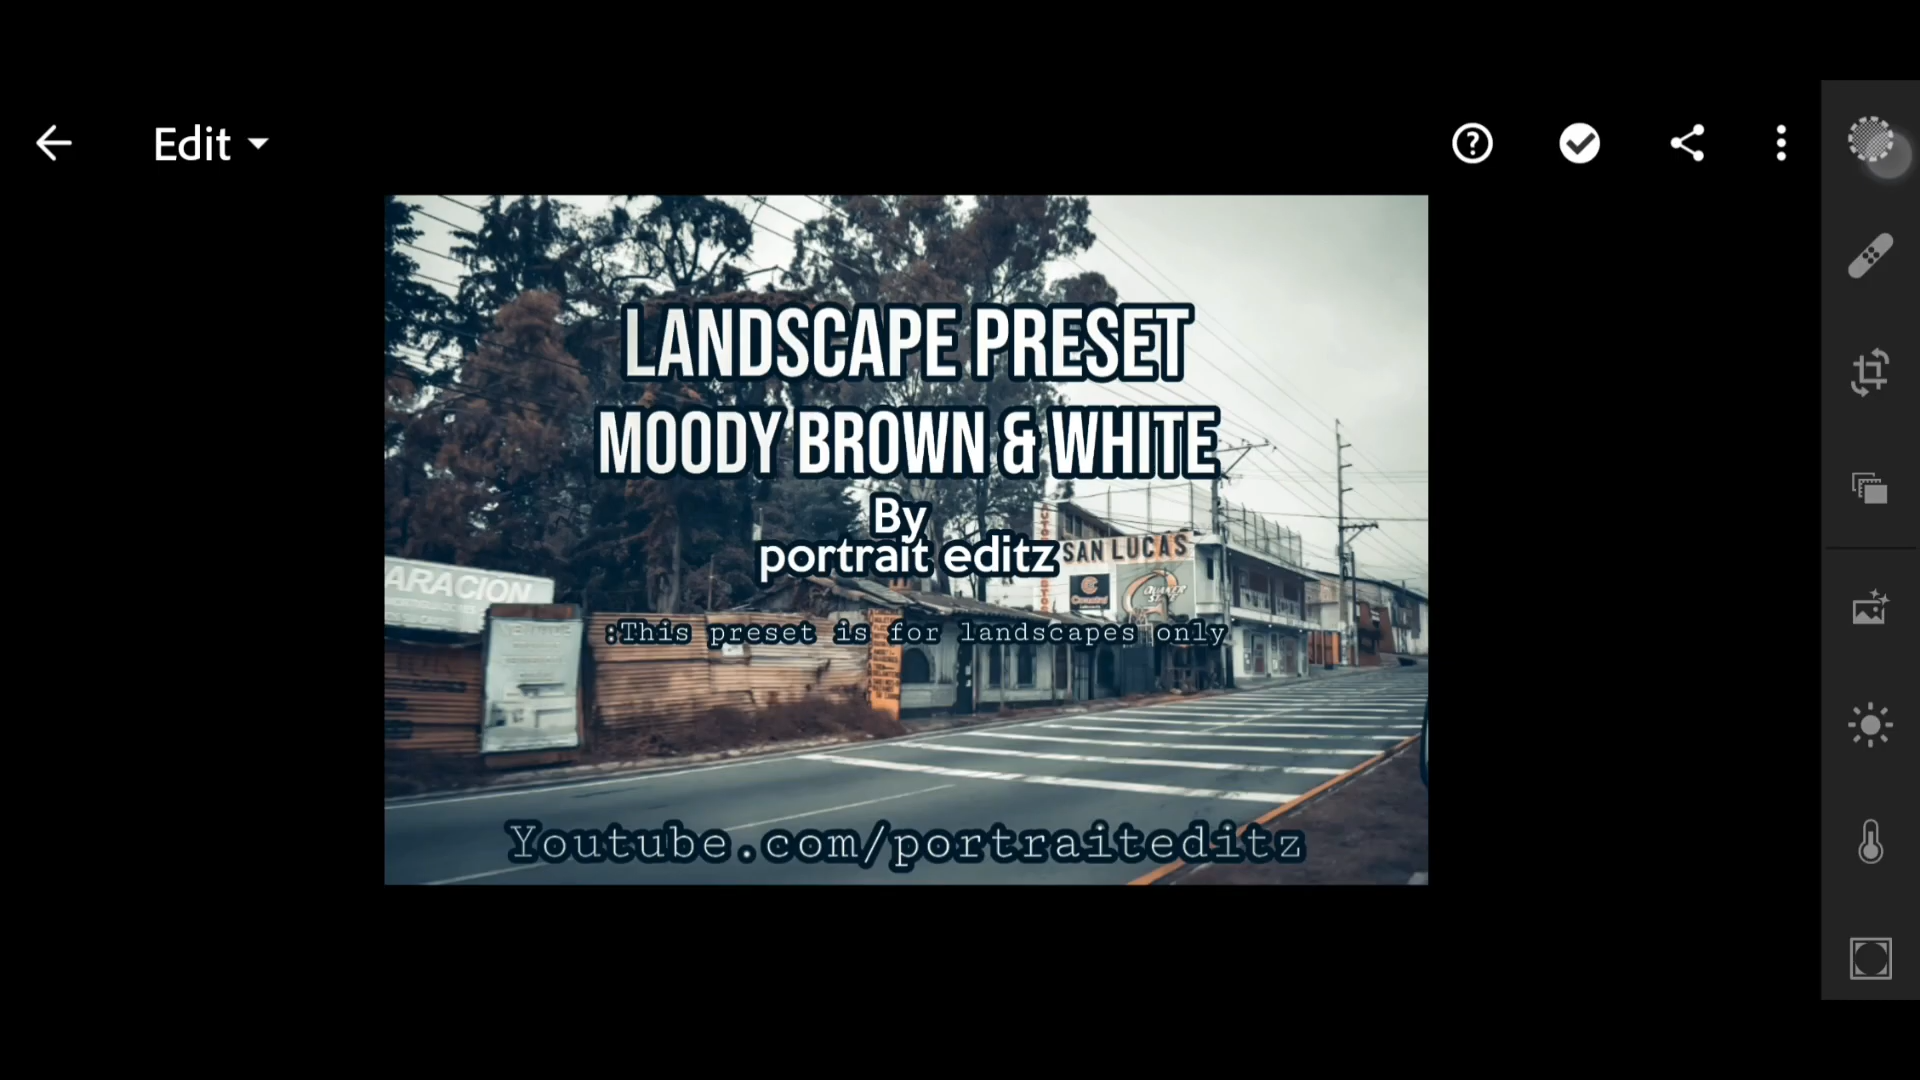 Edit
LANDSCAPE PRESET
MOODY BROWN & WHITE
By
portrait editz
SAN LUCAS
ARACION
:This preset is for landscapes only
Youtube.com/portraiteditz